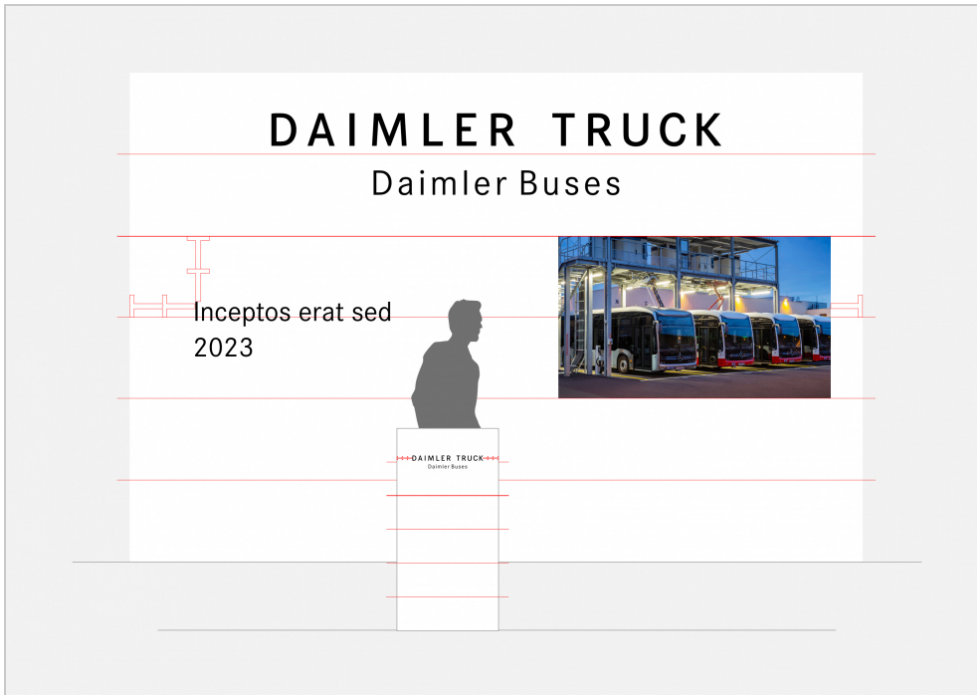 DAIMLER TRUCK
Daimler Buses
Inceptos erat sed
2023
DAIMLER TRUCK
Daimler Buses